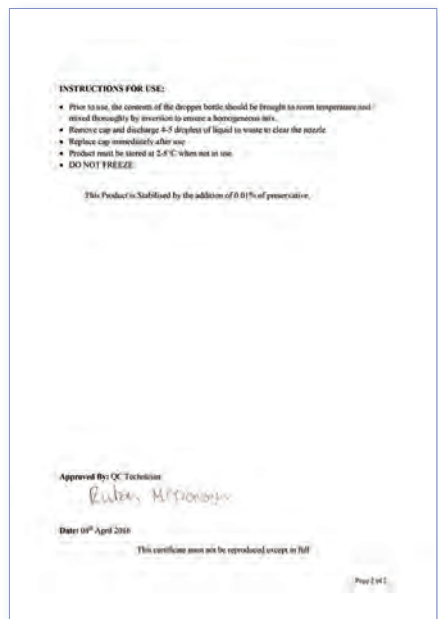 INSTRUCTIONS FOR USE:
• Prior to use, the contents of the dropper bottle should be brought to room temperature and
mixed thoroughly by inversion to ensure a homogeneous mix.
• Remove cap and discharge 4-5 droplets of liquid to waste to clear the nozzle
• Replace cap immediately after use
• Product must be stored at 2-8°C when not in use.
• DO NOT FREEZE
This Product is Stabilised by the addition of 0.01% of preservative.
Approved By: QC Technician
Date: April
This certificate must not be reproduced except in full
Page 2 of 2